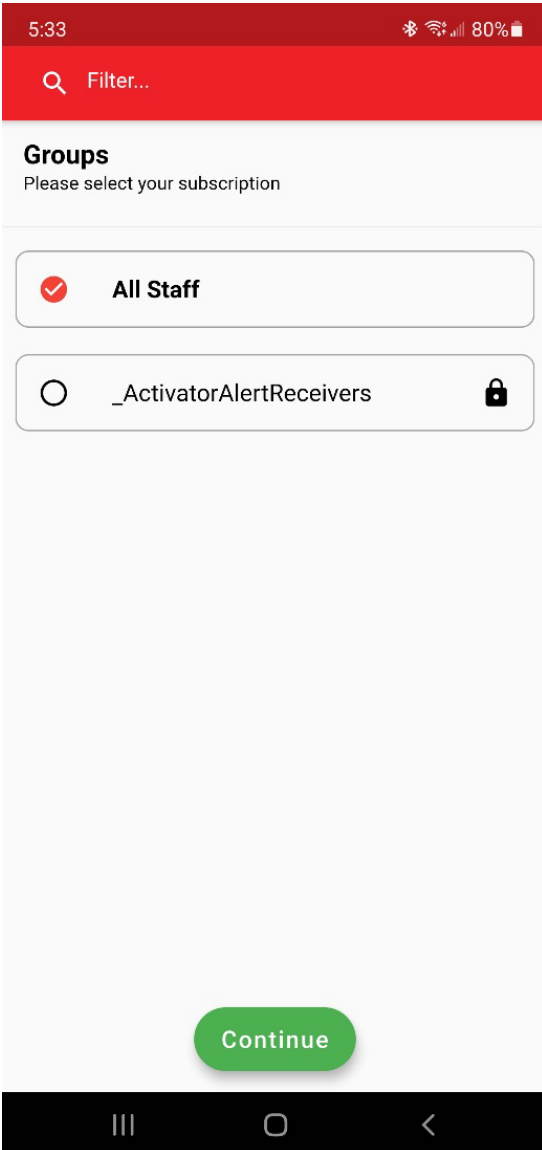 5:33
80%
Filter...
Groups
Please select your subscription
All Staff
_ActivatorAlertReceivers
Continue